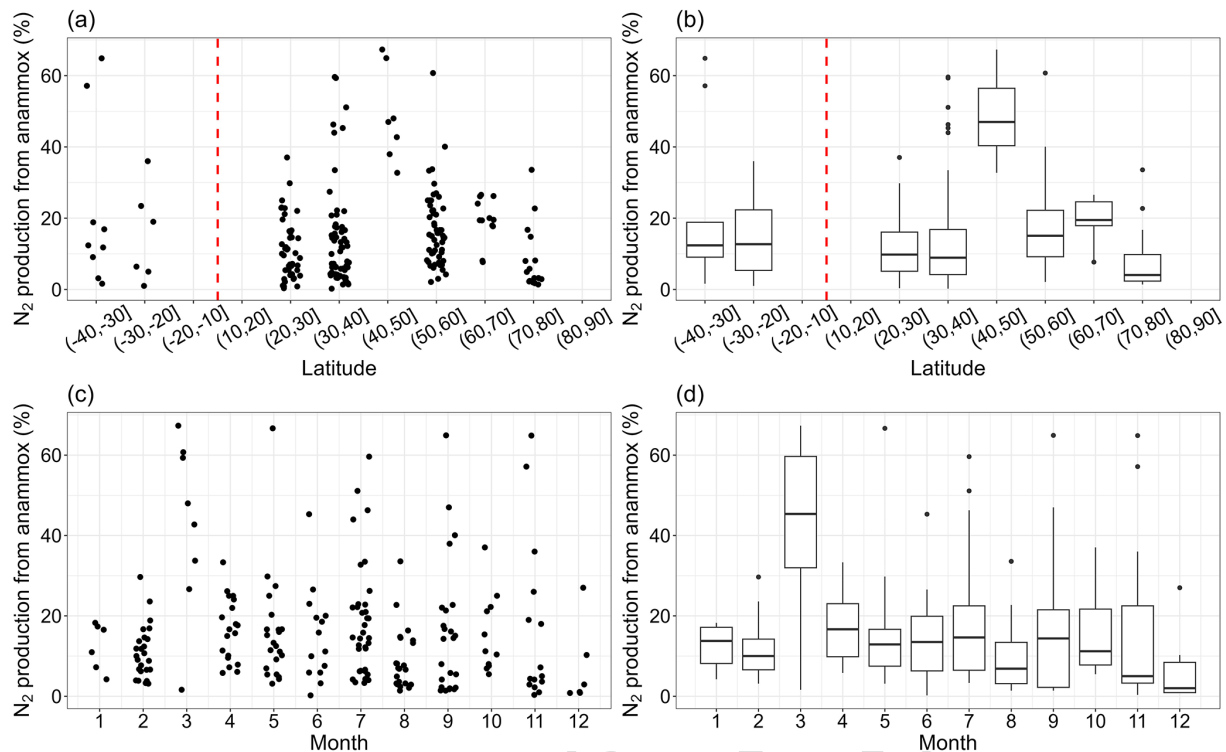 (a)
N₂ production from anammox (%)
60
40
20
0
(-40,-30] (-30,-20] (-20,-10] (10,20] (20,30] (30,40] (40,50] (50,60] (60,70] (70,80] (80,90]
Latitude
(b)
N₂ production from anammox (%)
60
40
20
0
(-40,-30] (-30,-20] (-20,-10] (10,20] (20,30] (30,40] (40,50] (50,60] (60,70] (70,80] (80,90]
Latitude
(c)
N₂ production from anammox (%)
60
40
20
0
1 2 3 4 5 6 7 8 9 10 11 12
Month
(d)
N₂ production from anammox (%)
60
40
20
0
1 2 3 4 5 6 7 8 9 10 11 12
Month